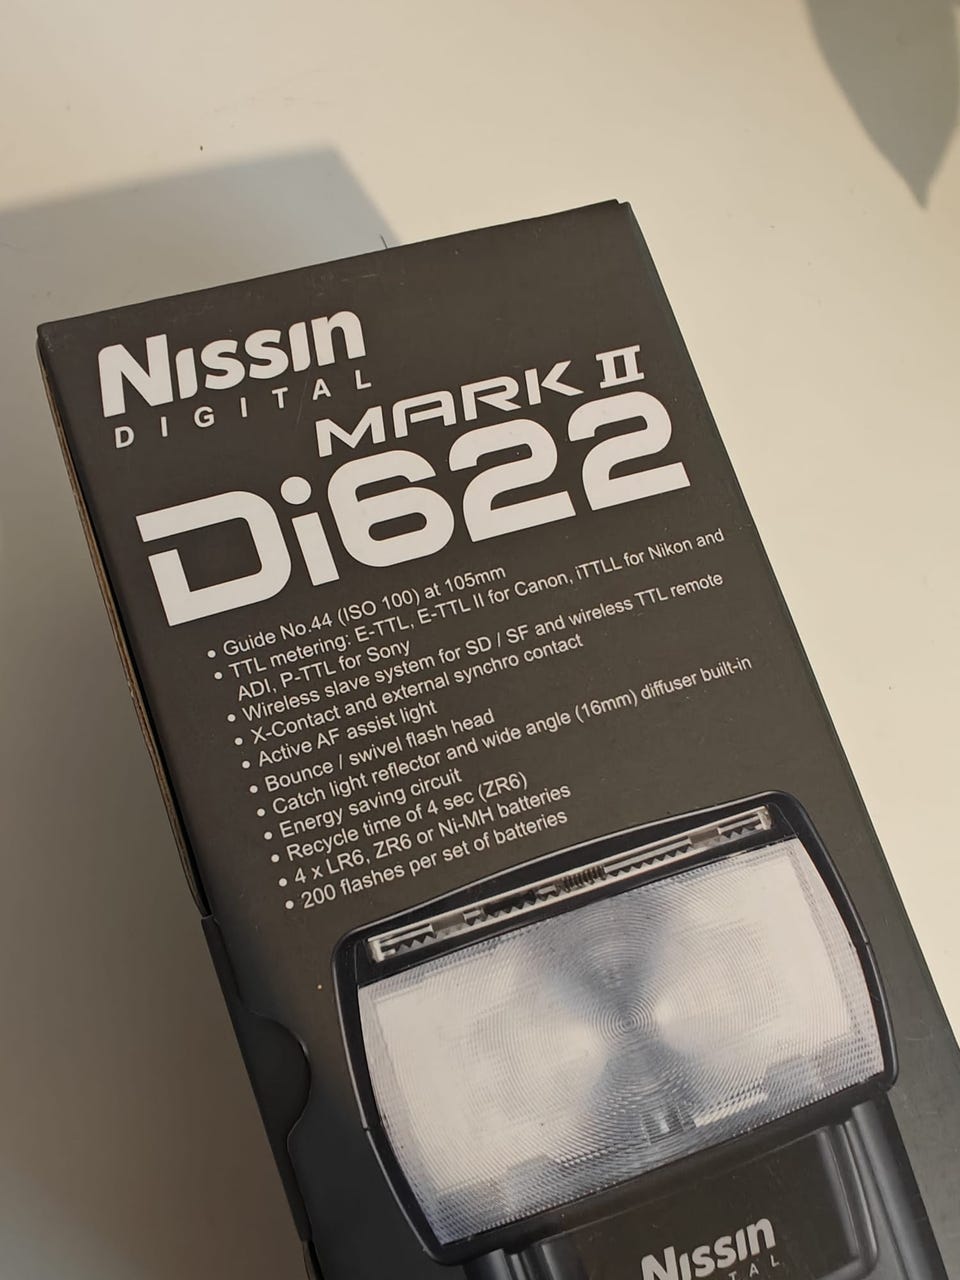 NISSIN
DIGITAL
MARK II
Di622
• Guide No.44 (ISO 100) at 105mm
• TTL metering: E-TTL, E-TTL II for Canon, iTTLL for Nikon and
ADI, P-TTL for Sony
• Wireless slave system for SD / SF and wireless TTL remote
• X-Contact and external synchro contact
• Active AF assist light
• Bounce / swivel flash head
• Catch light reflector and wide angle (16mm) diffuser built-in
• Energy saving circuit
• Recycle time of 4 sec (ZR6)
• 4 x LR6, ZR6 or Ni-MH batteries
• 200 flashes per set of batteries
NISSIN